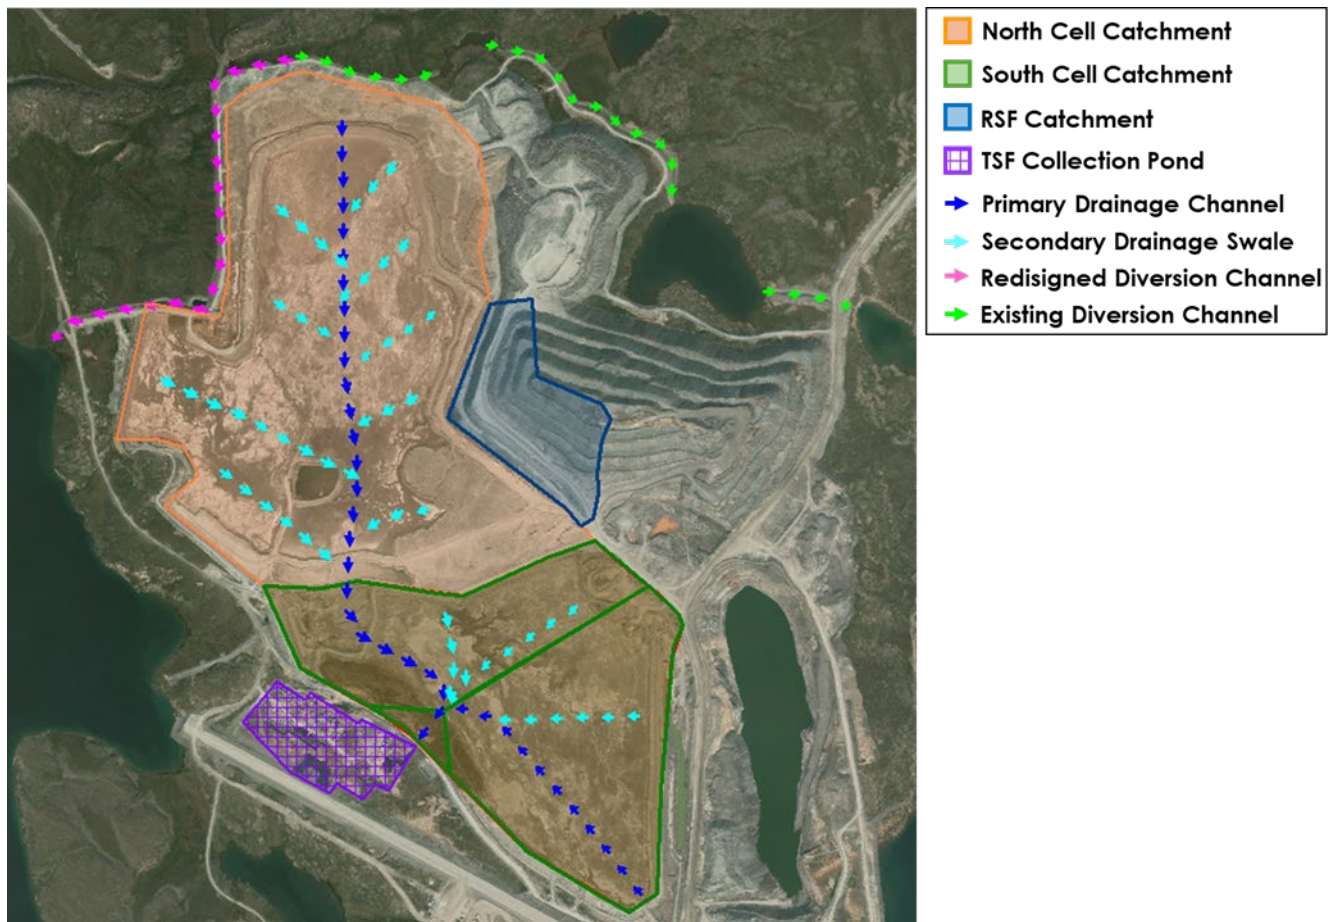 North Cell Catchment
South Cell Catchment
RSF Catchment
TSF Collection Pond
Primary Drainage Channel
Secondary Drainage Swale
Redisigned Diversion Channel
Existing Diversion Channel